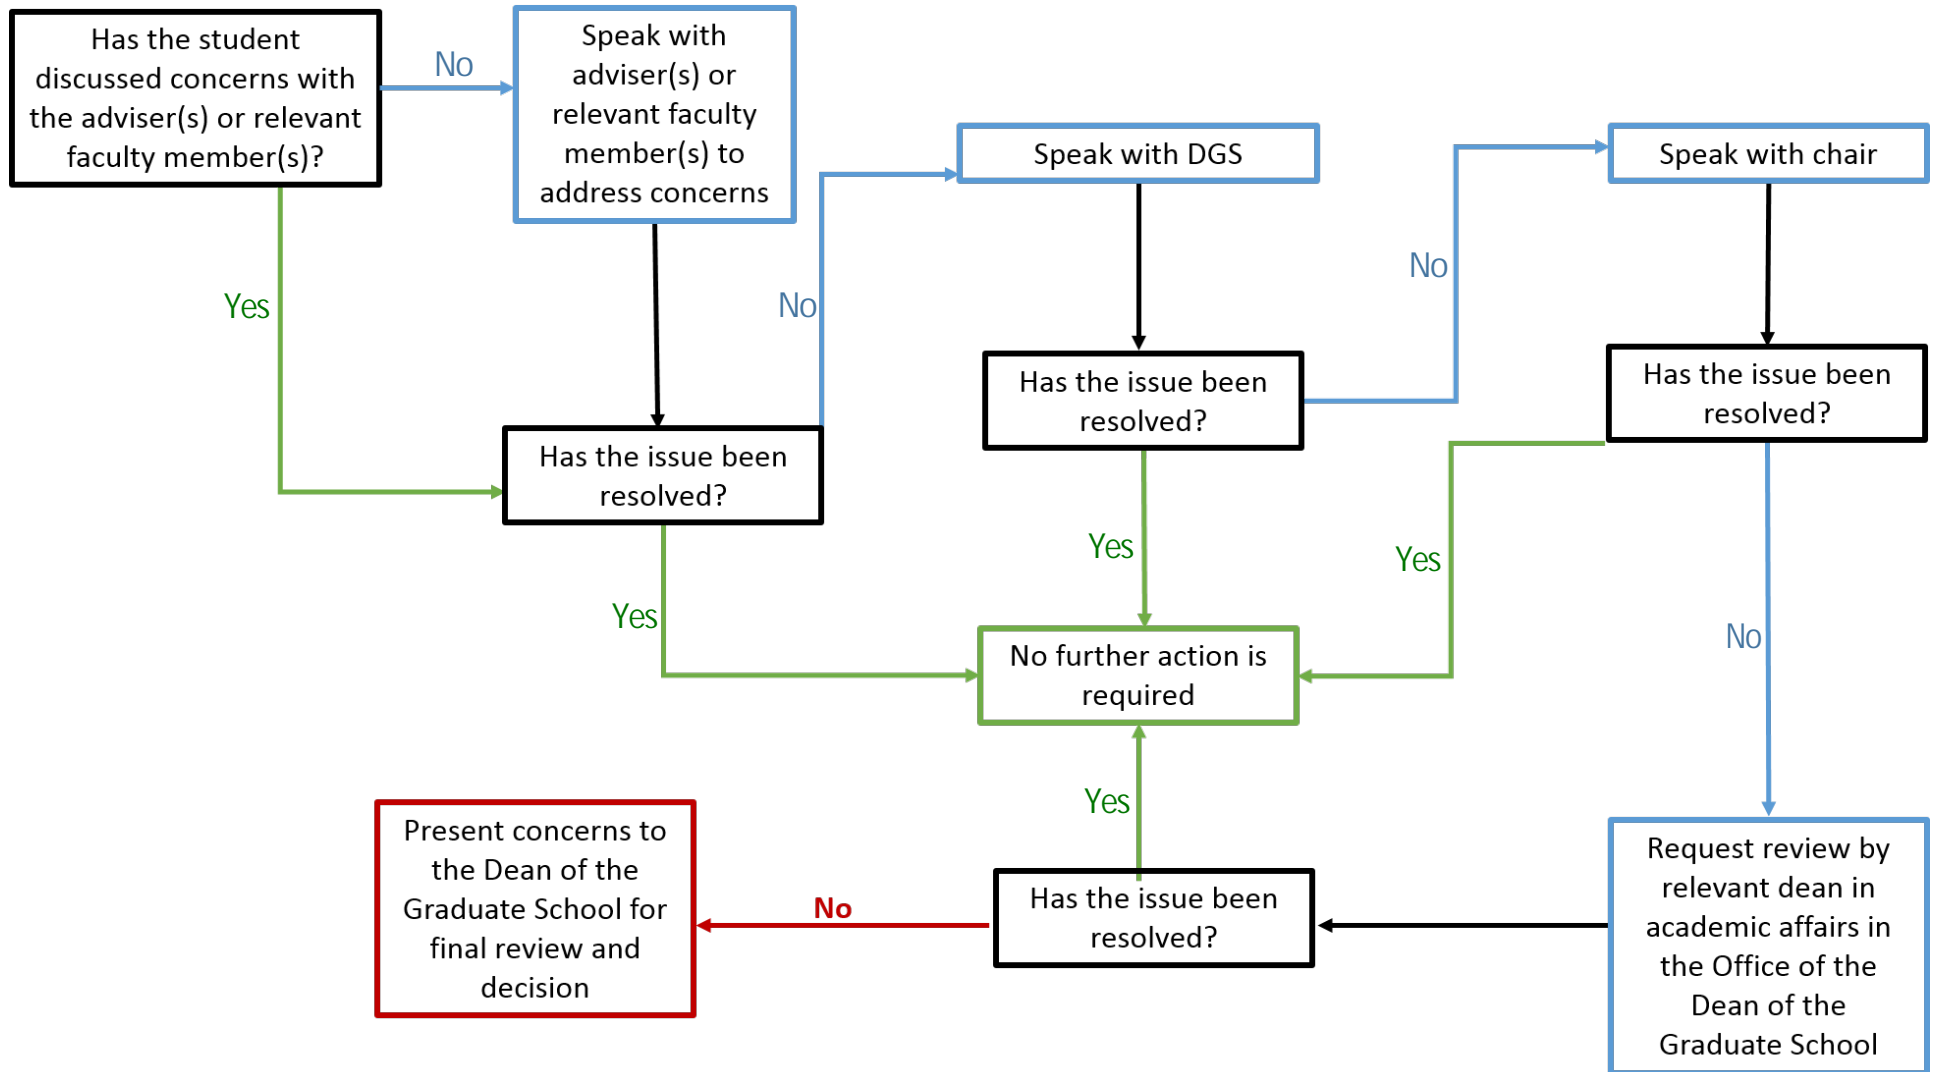 Has the student
discussed concerns with
the adviser(s) or relevant
faculty member(s)?
No
Speak with
adviser(s) or
relevant faculty
member(s) to
address concerns
Speak with DGS
Speak with chair
Yes
No
No
Has the issue been
resolved?
Has the issue been
resolved?
Has the issue been
resolved?
Yes
Yes
Yes
No
No further action is
required
Yes
Present concerns to
the Dean of the
Graduate School for
final review and
decision
No
Has the issue been
resolved?
Request review by
relevant dean in
academic affairs in
the Office of the
Dean of the
Graduate School